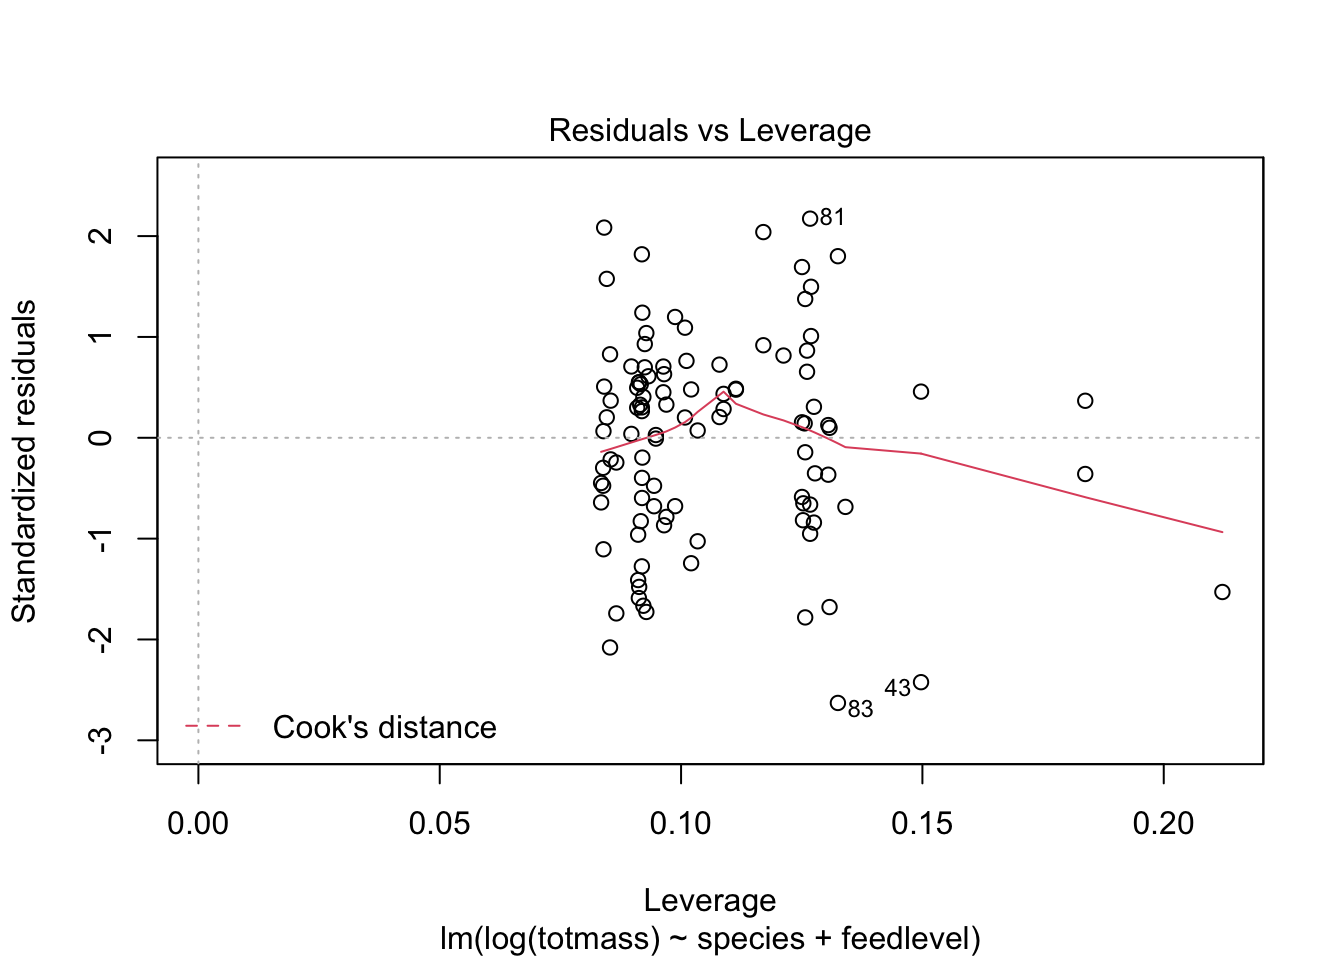 Residuals vs Leverage
Standardized residuals
2
1
0
-1
-2
-3
81
43
83
Cook's distance
0.00 0.05 0.10 0.15 0.20
Leverage
lm(log(totmass) ~ species + feedlevel)